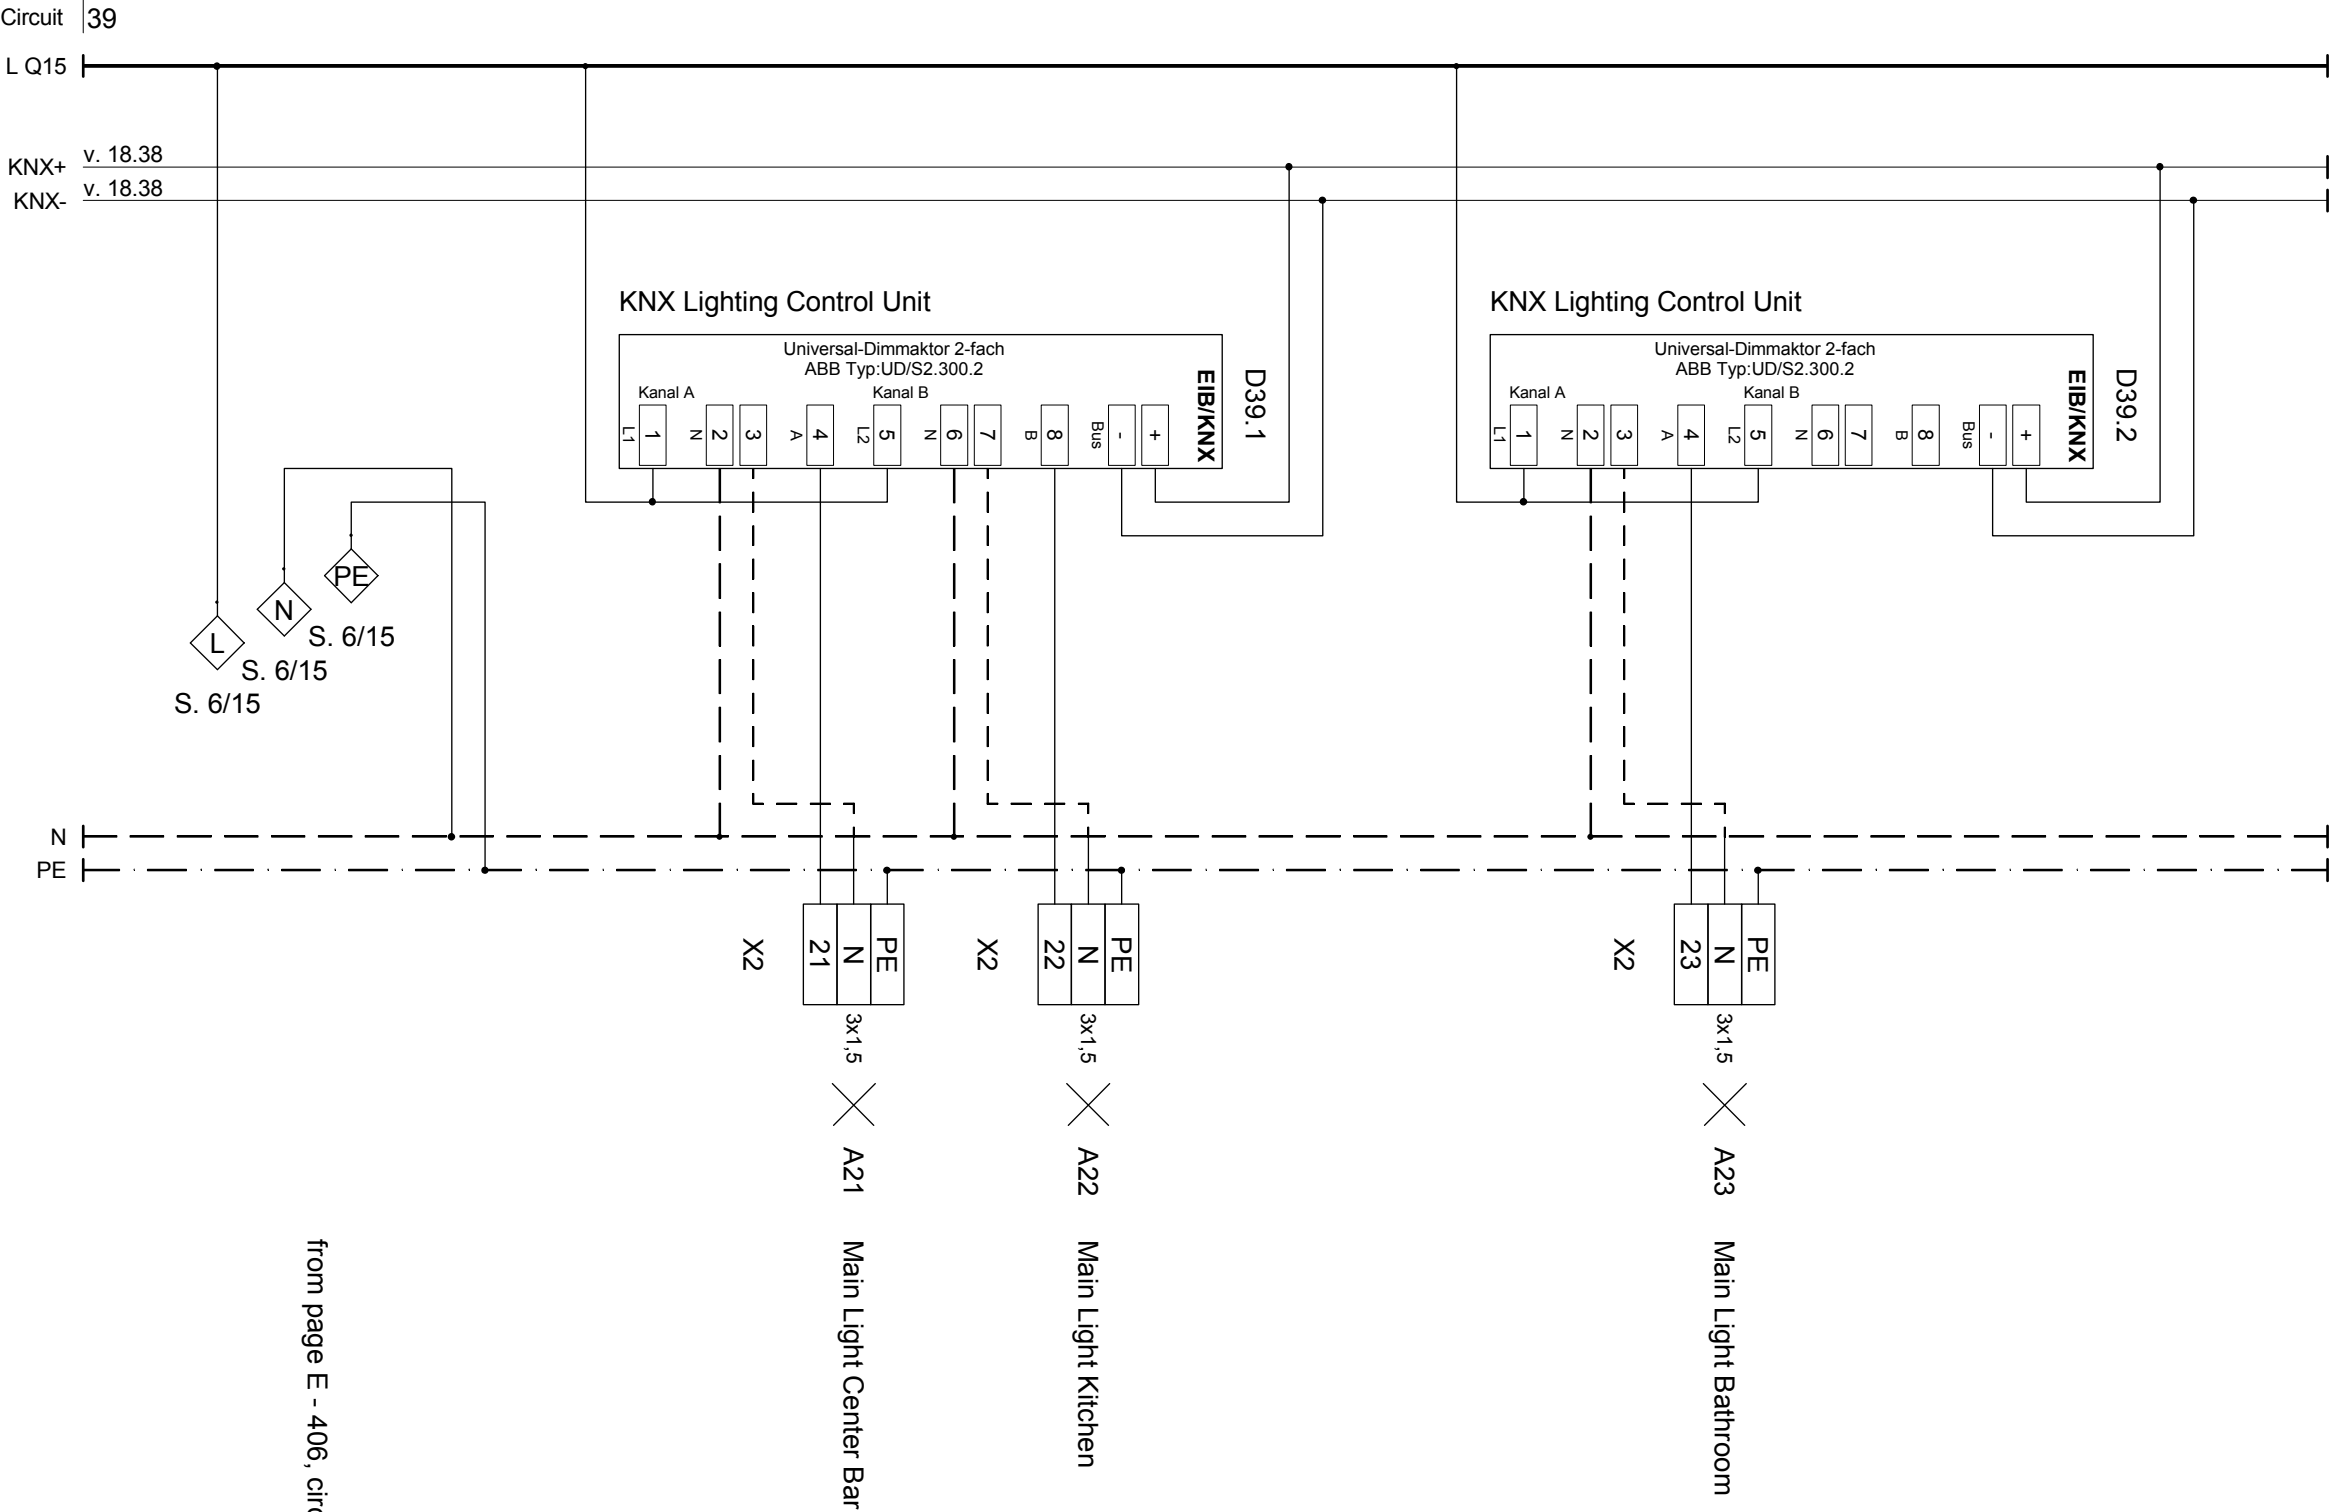 Circuit 39
L Q15
KNX+ v. 18.38
KNX- v. 18.38
KNX Lighting Control Unit
Universal-Dimmaktor 2-fach
ABB Typ:UD/S2.300.2
Kanal A
Kanal B
L1 1 N 2 3 A 4 L2 5 N 6 7 B 8 Bus - +
EIB/KNX
D39.1
KNX Lighting Control Unit
Universal-Dimmaktor 2-fach
ABB Typ:UD/S2.300.2
Kanal A
Kanal B
L1 1 N 2 3 A 4 L2 5 N 6 7 B 8 Bus - +
EIB/KNX
D39.2
PE
S. 6/15
N
S. 6/15
L
S. 6/15
N
PE
X2
21 N PE
3x1,5
A21
Main Light Center Bar
X2
22 N PE
3x1,5
A22
Main Light Kitchen
X2
23 N PE
3x1,5
A23
Main Light Bathroom
from page E - 406,